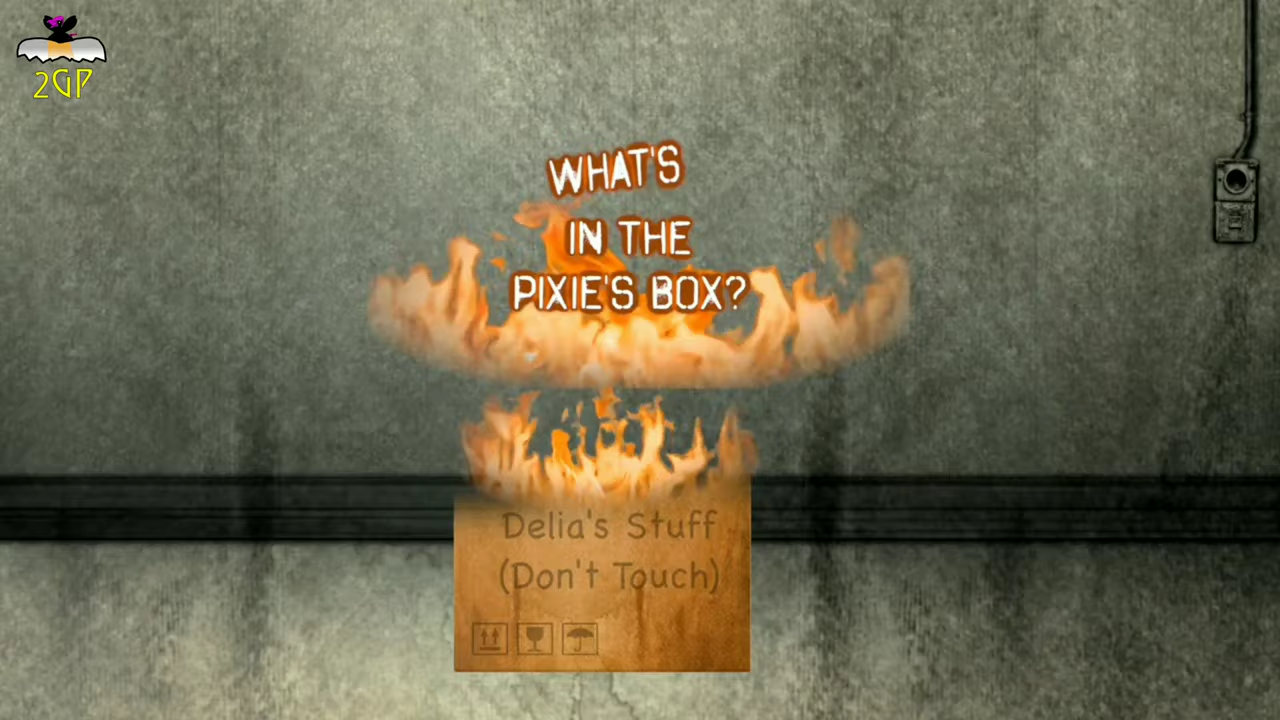 2GP
WHAT'S
IN THE
PIXIE'S BOX?
Delia's Stuff
(Don't Touch)